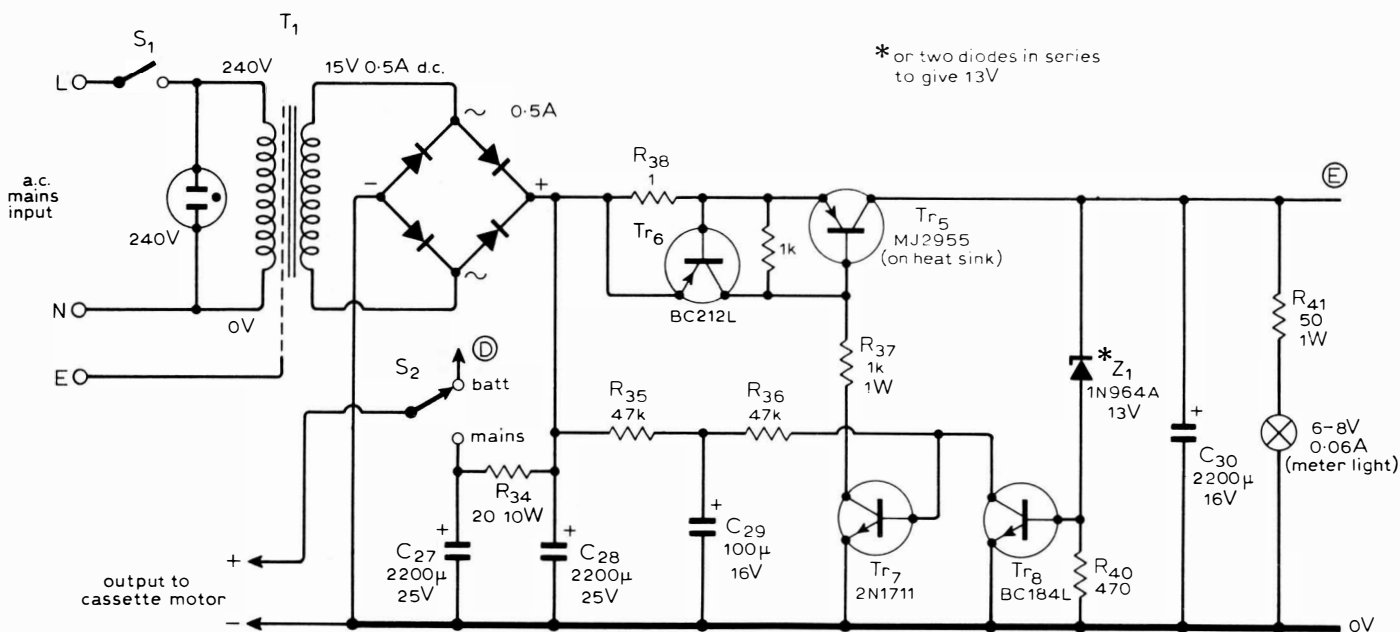 T1
S1
240V
15V 0·5A d.c.
* or two diodes in series
to give 13V
L
~
0·5A
a.c.
mains
input
240V
−
+
R38
1
E
Tr6
1k
Tr5
MJ2955
(on heat sink)
N
0V
~
BC212L
R41
50
1W
E
S2
D
batt
R37
1k
1W
*Z1
1N964A
13V
R35
47k
R36
47k
mains
6–8V
0·06A
(meter light)
R34
20 10W
+
C30
2200µ
16V
+
C27
2200µ
25V
+
C28
2200µ
25V
+
C29
100µ
16V
+
output to
cassette motor
−
Tr7
2N1711
Tr8
BC184L
R40
470
0V